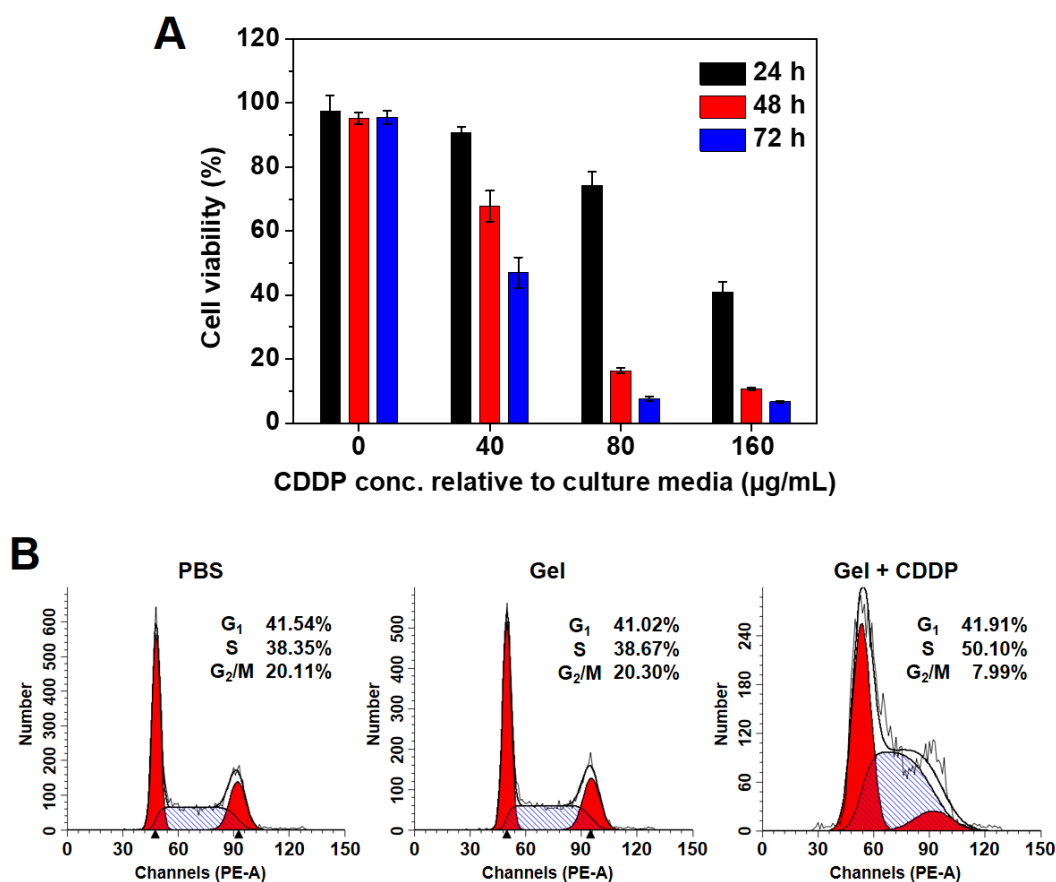 A
120
100
80
60
40
20
0
Cell viability (%)
24 h
48 h
72 h
0 40 80 160
CDDP conc. relative to culture media (µg/mL)
B
PBS
G₁ 41.54%
S 38.35%
G₂/M 20.11%
Number
0 100 200 300 400 500 600
0 30 60 90 120 150
Channels (PE-A)
Gel
G₁ 41.02%
S 38.67%
G₂/M 20.30%
Number
0 100 200 300 400 500
0 30 60 90 120 150
Channels (PE-A)
Gel + CDDP
G₁ 41.91%
S 50.10%
G₂/M 7.99%
Number
0 60 120 180 240
0 30 60 90 120 150
Channels (PE-A)